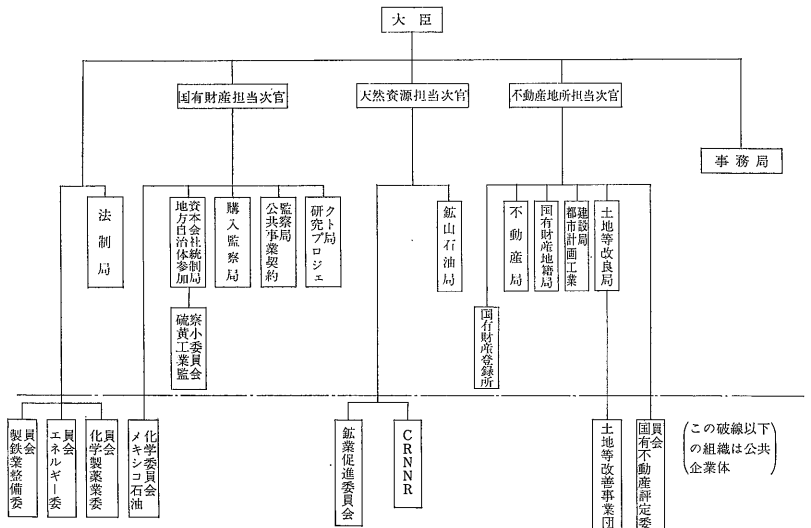 大臣
国有財産担当次官
天然資源担当次官
不動産地所担当次官
事務局
法制局
資本会社統制局
地方自治体参加
購入監察局
監察局
公共事業契約
クト局
研究プロジェ
鉱山石油局
不動産局
国有財産地籍局
建設局
都市計画工業
土地等改良局
察小委員会
硫黄工業監
国有財産登録所
員会
製鉄業整備委
員会
エネルギー委
員会
化学製薬業委
化学委員会
メキシコ石油
鉱業促進委員会
CRNNR
土地等改善事業団
員会
国有不動産評定委
(この破線以下
の組織は公共
企業体)